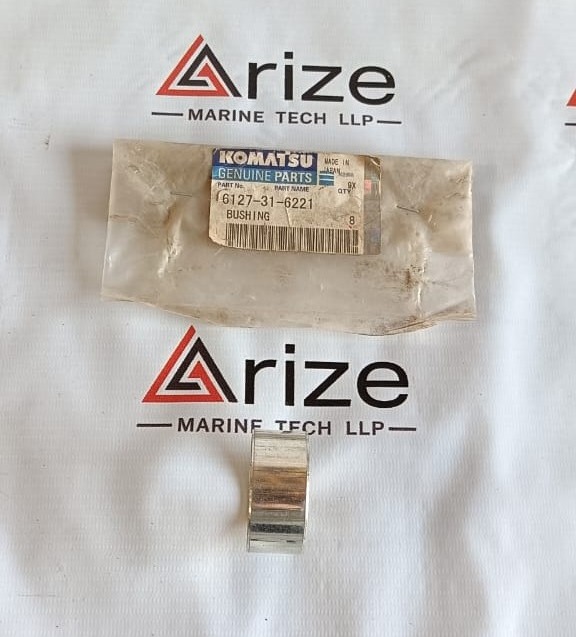 Arize
MARINE TECH LLP
KOMATSU
GENUINE PARTS
MADE IN
JAPAN
PART No. PART NAME QTY
6127-31-6221
BUSHING 8
Arize
MARINE TECH LLP